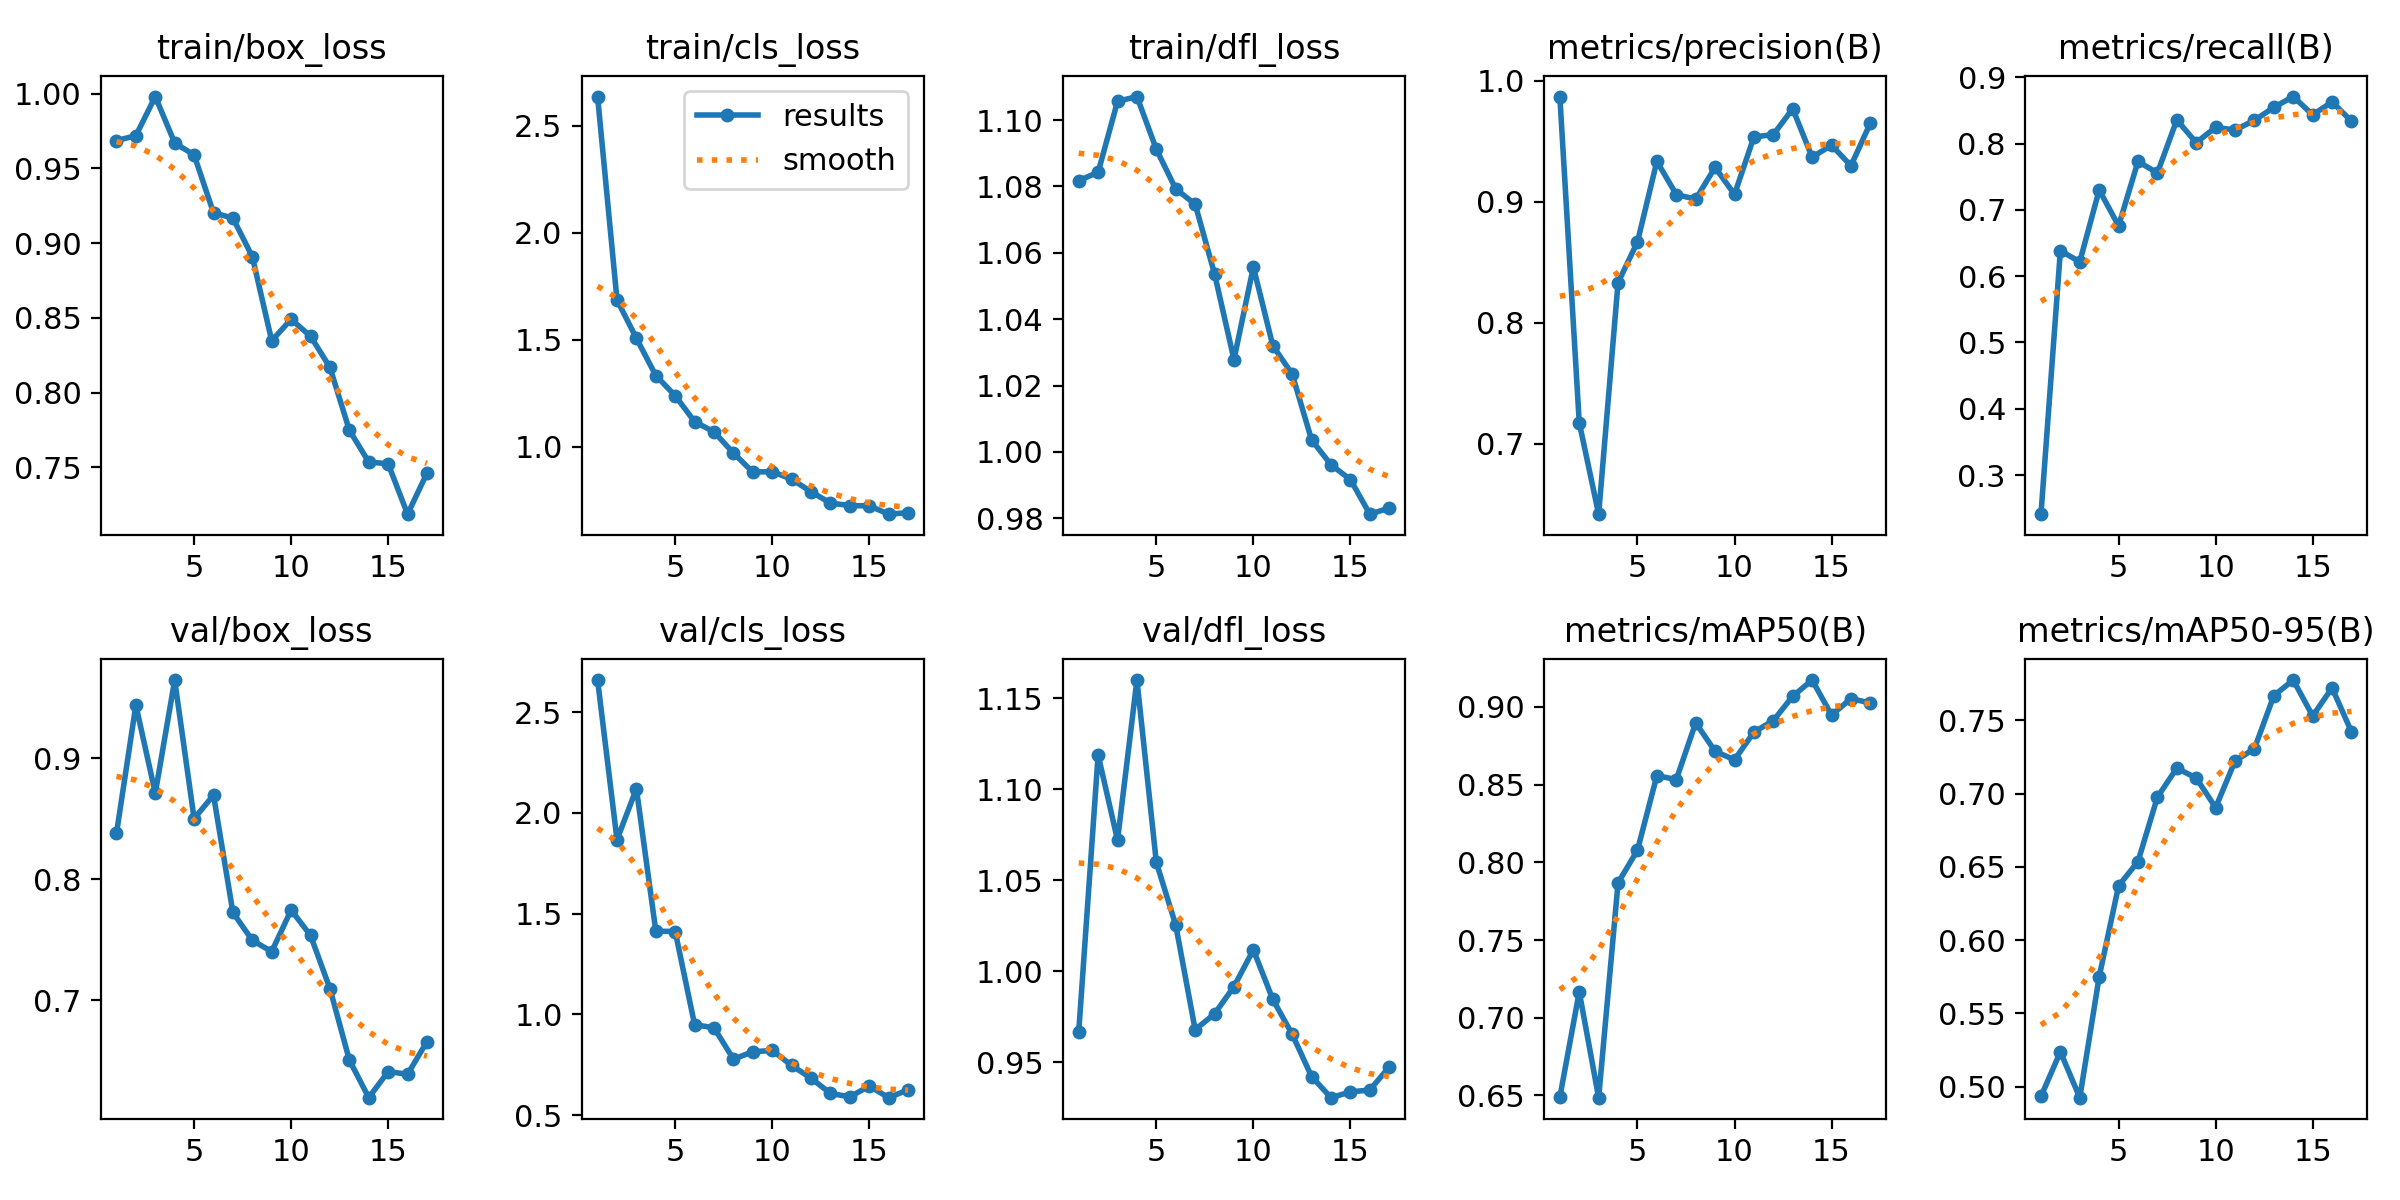 train/box_loss
1.00
0.95
0.90
0.85
0.80
0.75
5 10 15
train/cls_loss
results
smooth
2.5
2.0
1.5
1.0
5 10 15
train/dfl_loss
1.10
1.08
1.06
1.04
1.02
1.00
0.98
5 10 15
metrics/precision(B)
1.0
0.9
0.8
0.7
5 10 15
metrics/recall(B)
0.9
0.8
0.7
0.6
0.5
0.4
0.3
5 10 15
val/box_loss
0.9
0.8
0.7
5 10 15
val/cls_loss
2.5
2.0
1.5
1.0
0.5
5 10 15
val/dfl_loss
1.15
1.10
1.05
1.00
0.95
5 10 15
metrics/mAP50(B)
0.90
0.85
0.80
0.75
0.70
0.65
5 10 15
metrics/mAP50-95(B)
0.75
0.70
0.65
0.60
0.55
0.50
5 10 15